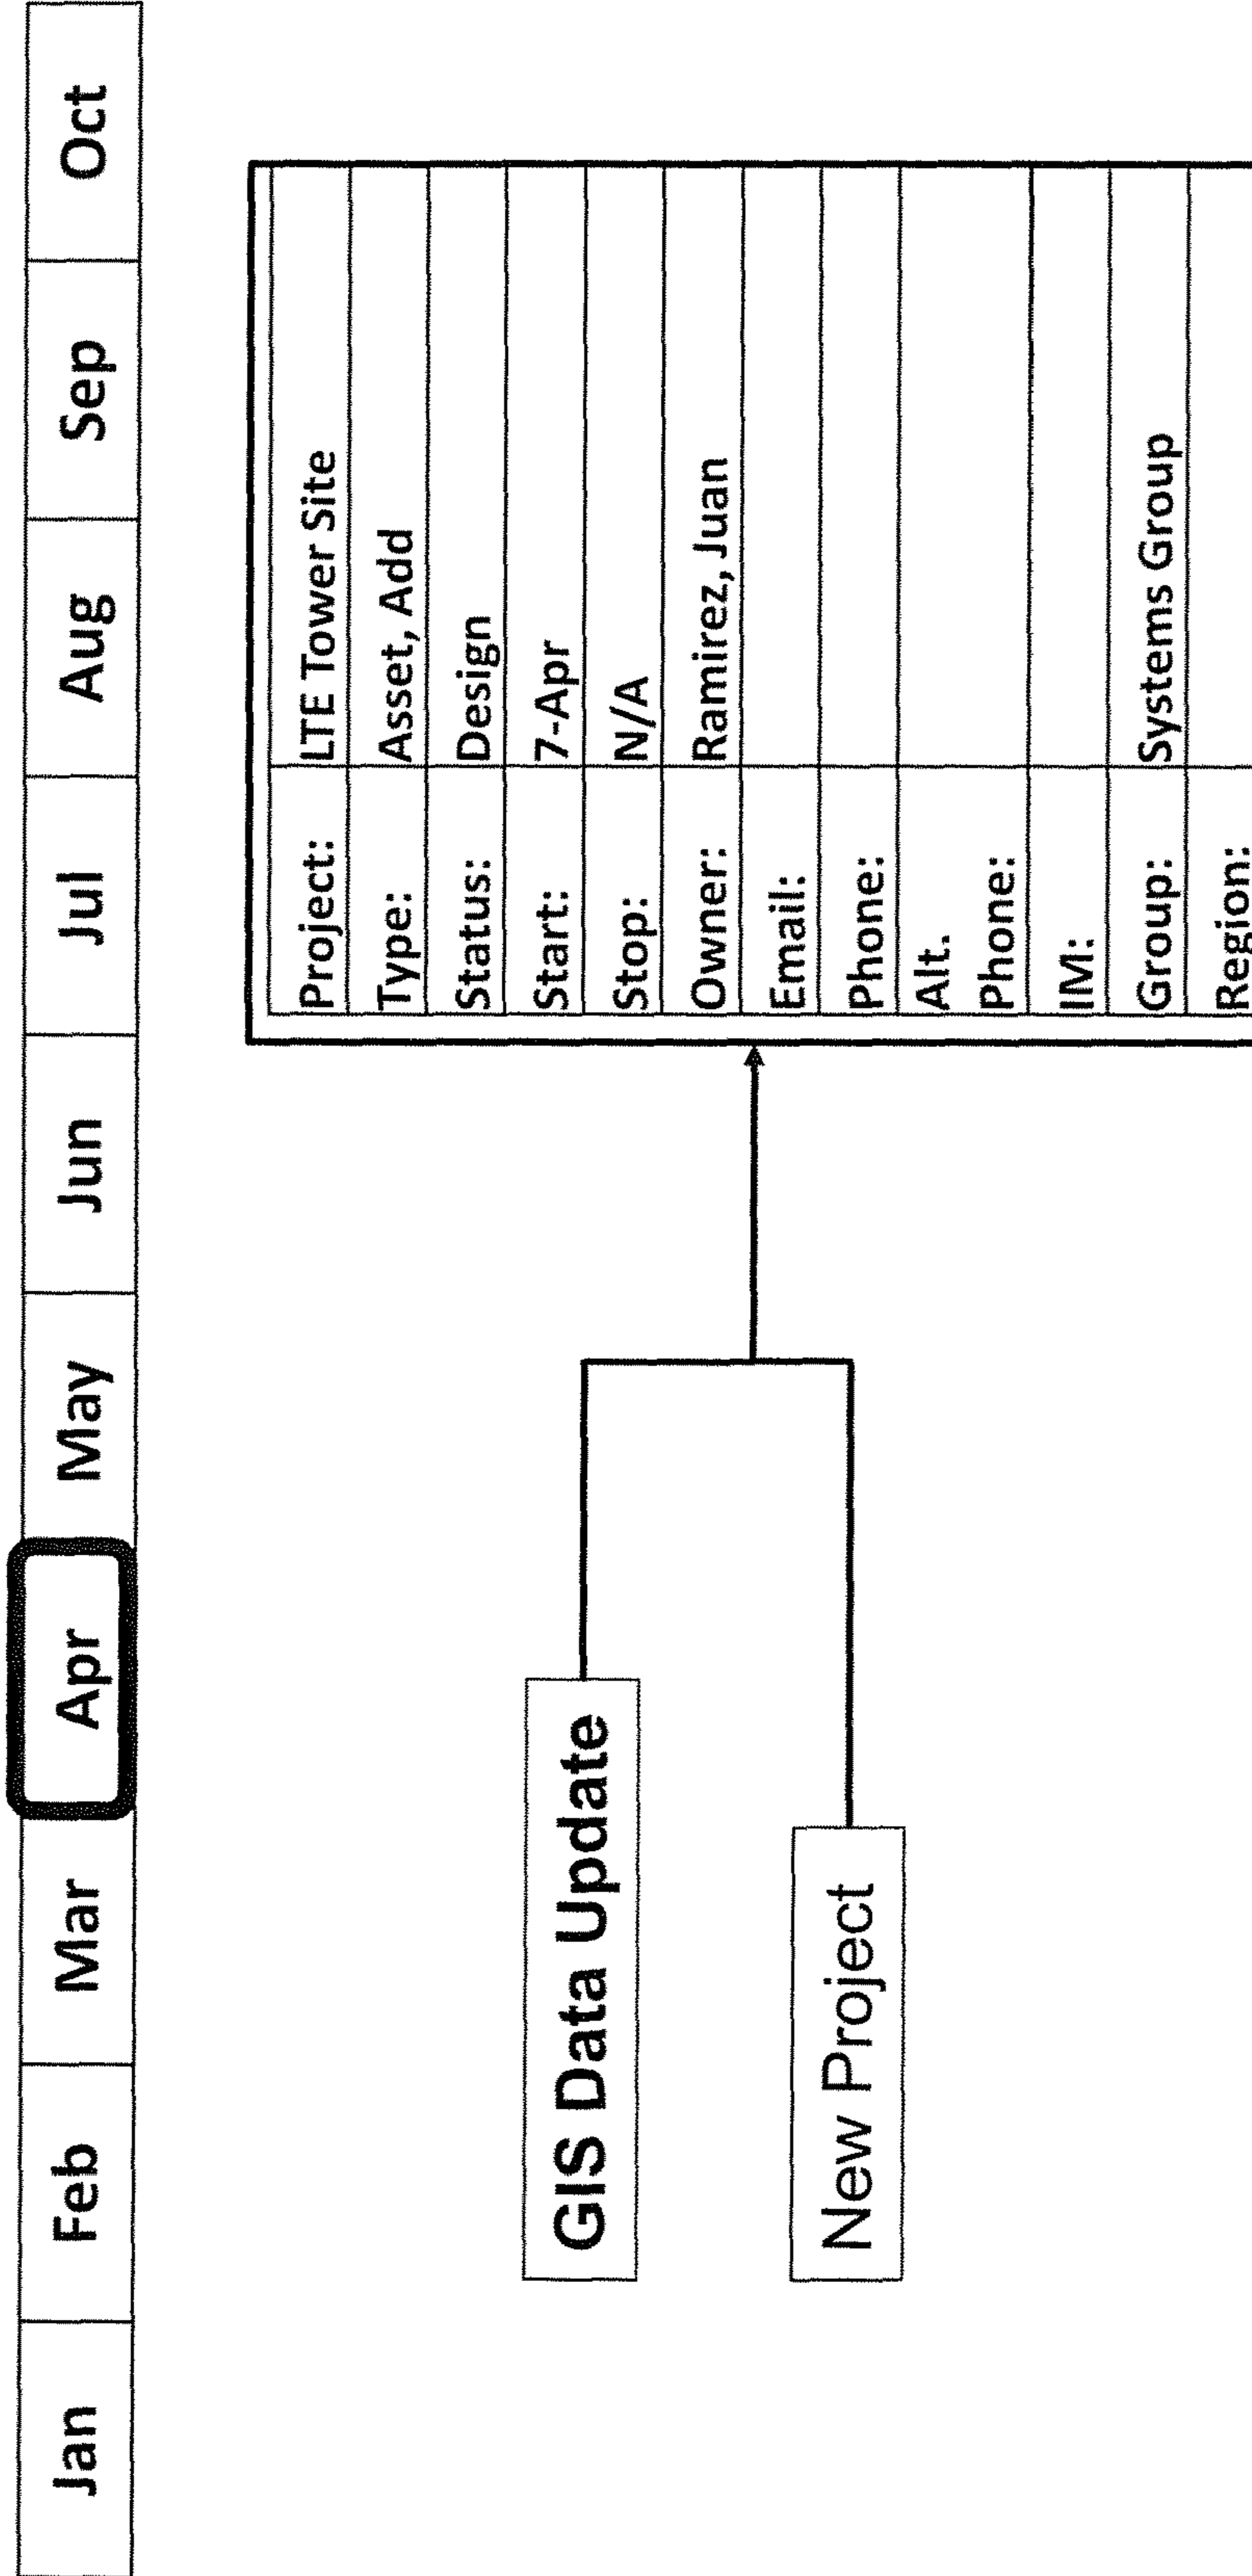 Jan Feb Mar Apr May Jun Jul Aug Sep Oct
GIS Data Update
New Project
Project: LTE Tower Site
Type: Asset, Add
Status: Design
Start: 7-Apr
Stop: N/A
Owner: Ramirez, Juan
Email:
Phone:
Alt.
Phone:
IM:
Group: Systems Group
Region: